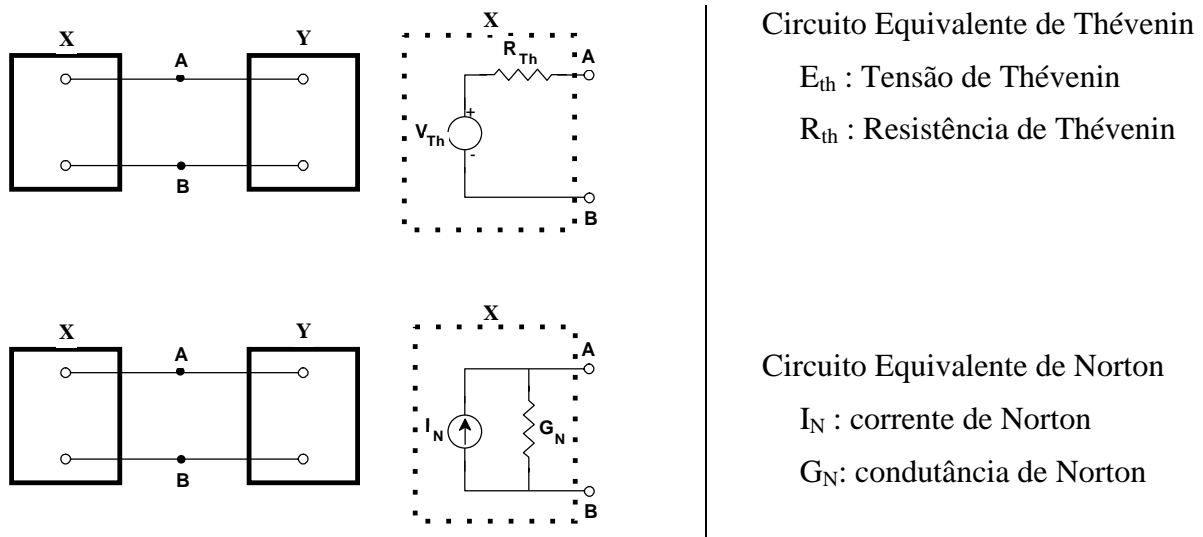 X Y
A
B
X
R Th
A
+
V Th
-
B
Circuito Equivalente de Thévenin
Eth : Tensão de Thévenin
Rth : Resistência de Thévenin
X Y
A
B
X
A
I N
G N
B
Circuito Equivalente de Norton
IN : corrente de Norton
GN: condutância de Norton